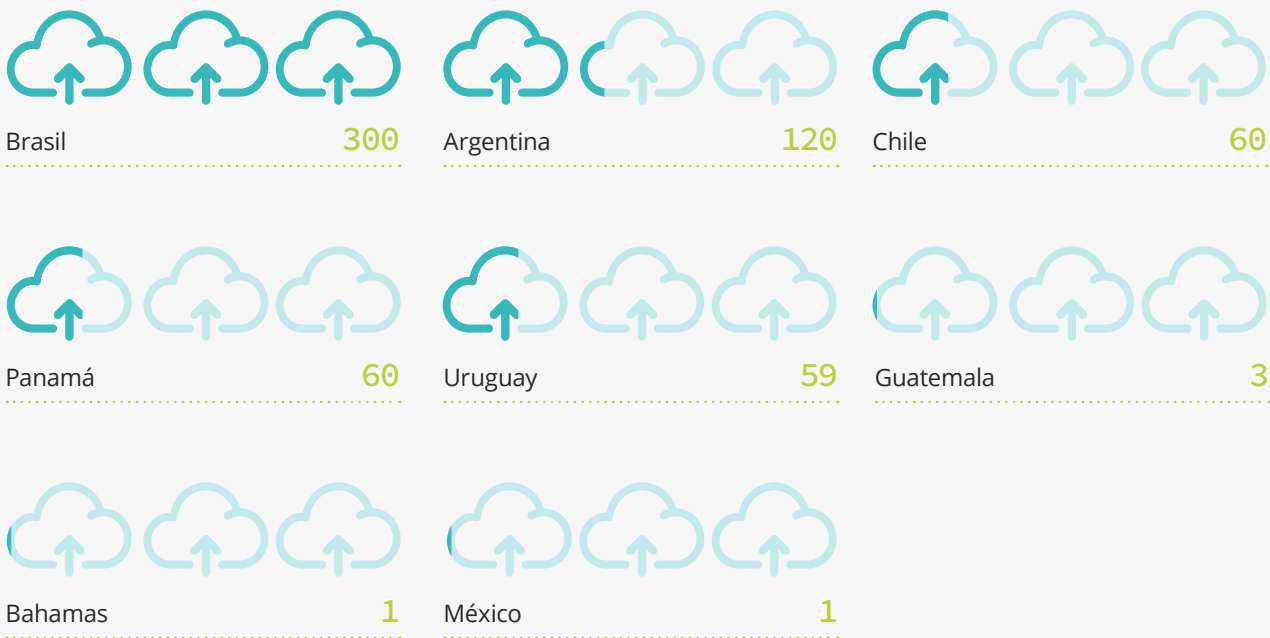 Brasil 300
Argentina 120
Chile 60
Panamá 60
Uruguay 59
Guatemala 3
Bahamas 1
México 1